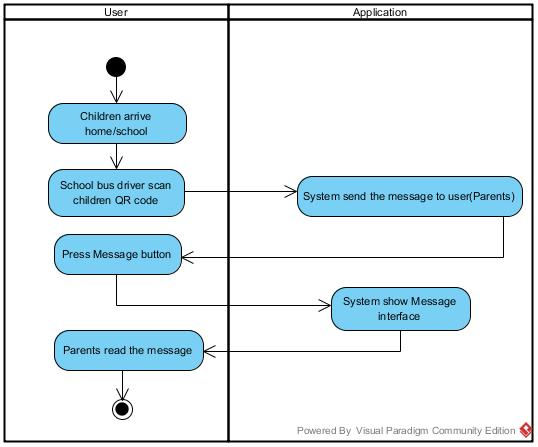 User
Application
Children arrive
home/school
School bus driver scan
children QR code
System send the message to user(Parents)
Press Message button
System show Message
interface
Parents read the message
Powered By Visual Paradigm Community Edition